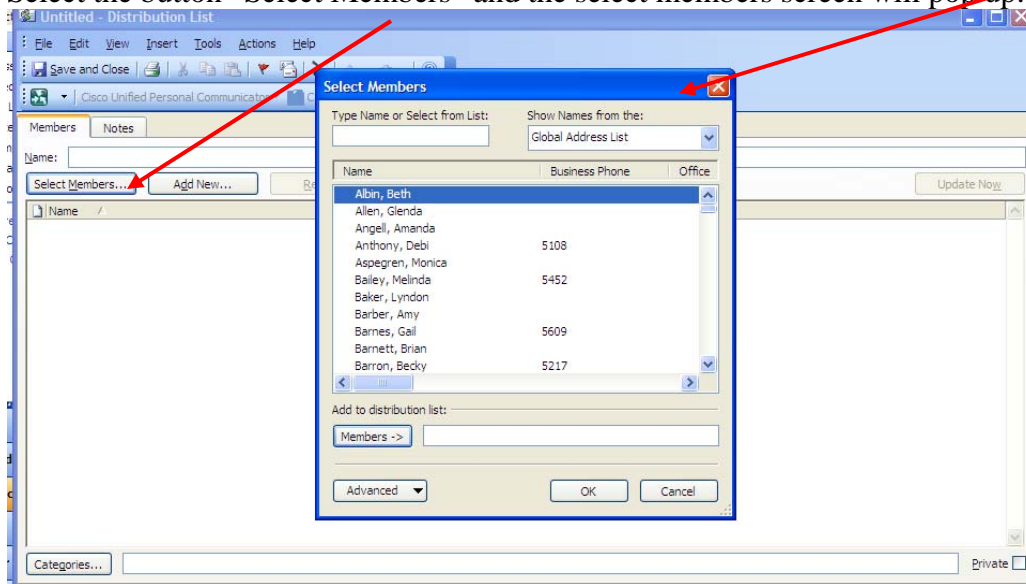 Select the button "Select Members" and the select members screen will pop up.
Untitled - Distribution List
File Edit View Insert Tools Actions Help
Save and Close
Cisco Unified Personal Communicator
Members Notes
Name:
Select Members... Add New... Update Now
Name
Select Members
Type Name or Select from List: Show Names from the:
Global Address List
Name Business Phone Office
Albin, Beth
Allen, Glenda
Angell, Amanda
Anthony, Debi 5108
Aspegren, Monica
Bailey, Melinda 5452
Baker, Lyndon
Barber, Amy
Barnes, Gail 5609
Barnett, Brian
Barron, Becky 5217
Add to distribution list:
Members ->
Advanced OK Cancel
Categories... Private